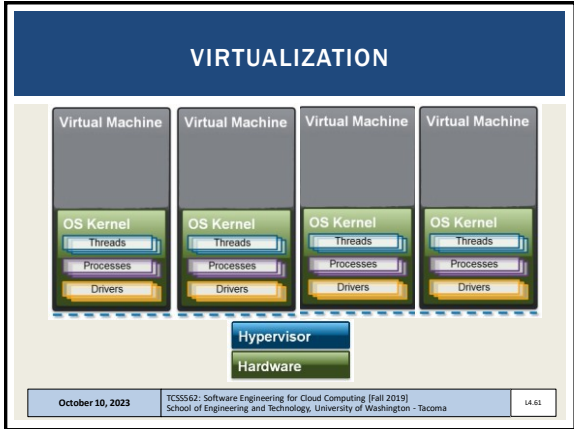 VIRTUALIZATION
Virtual Machine Virtual Machine Virtual Machine Virtual Machine
OS Kernel OS Kernel OS Kernel OS Kernel
Threads Threads Threads Threads
Processes Processes Processes Processes
Drivers Drivers Drivers Drivers
Hypervisor
Hardware
October 10, 2023
TCSS562: Software Engineering for Cloud Computing [Fall 2019]
School of Engineering and Technology, University of Washington - Tacoma
L4.61